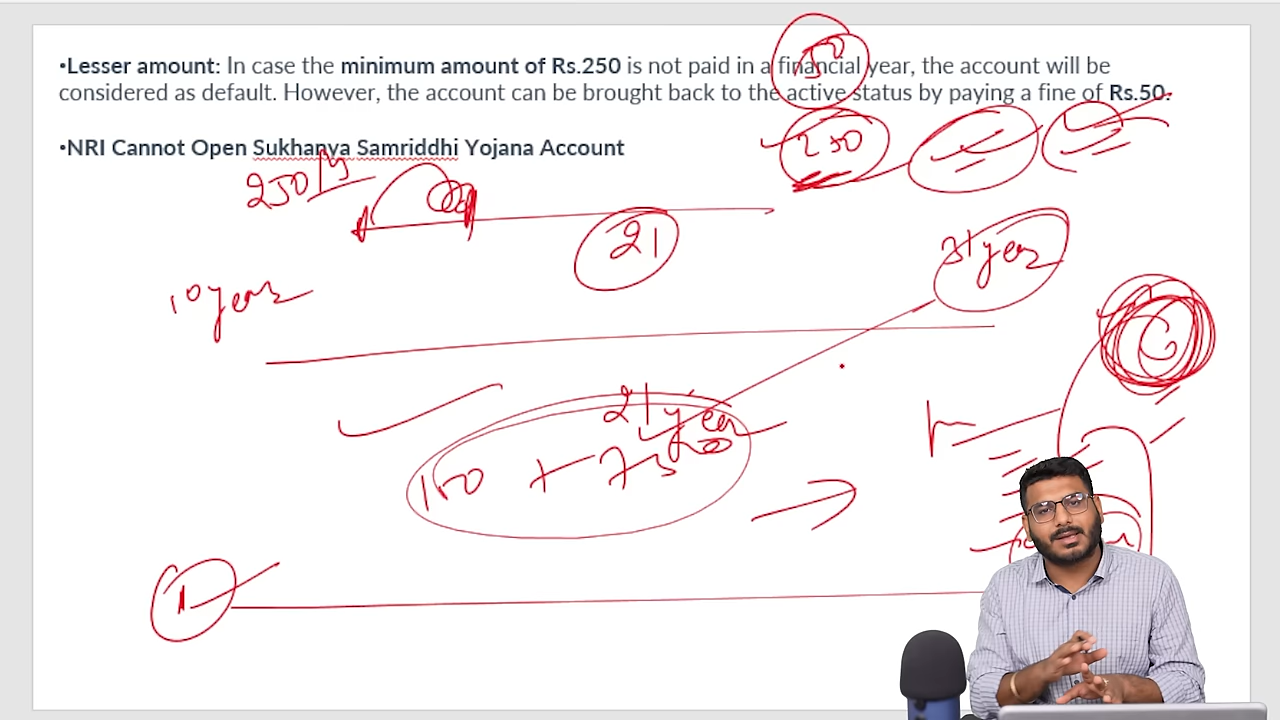 •Lesser amount: In case the minimum amount of Rs.250 is not paid in a financial year, the account will be
considered as default. However, the account can be brought back to the active status by paying a fine of Rs.50.
250
•NRI Cannot Open Sukhanya Samriddhi Yojana Account
250
21
10 year
21 year